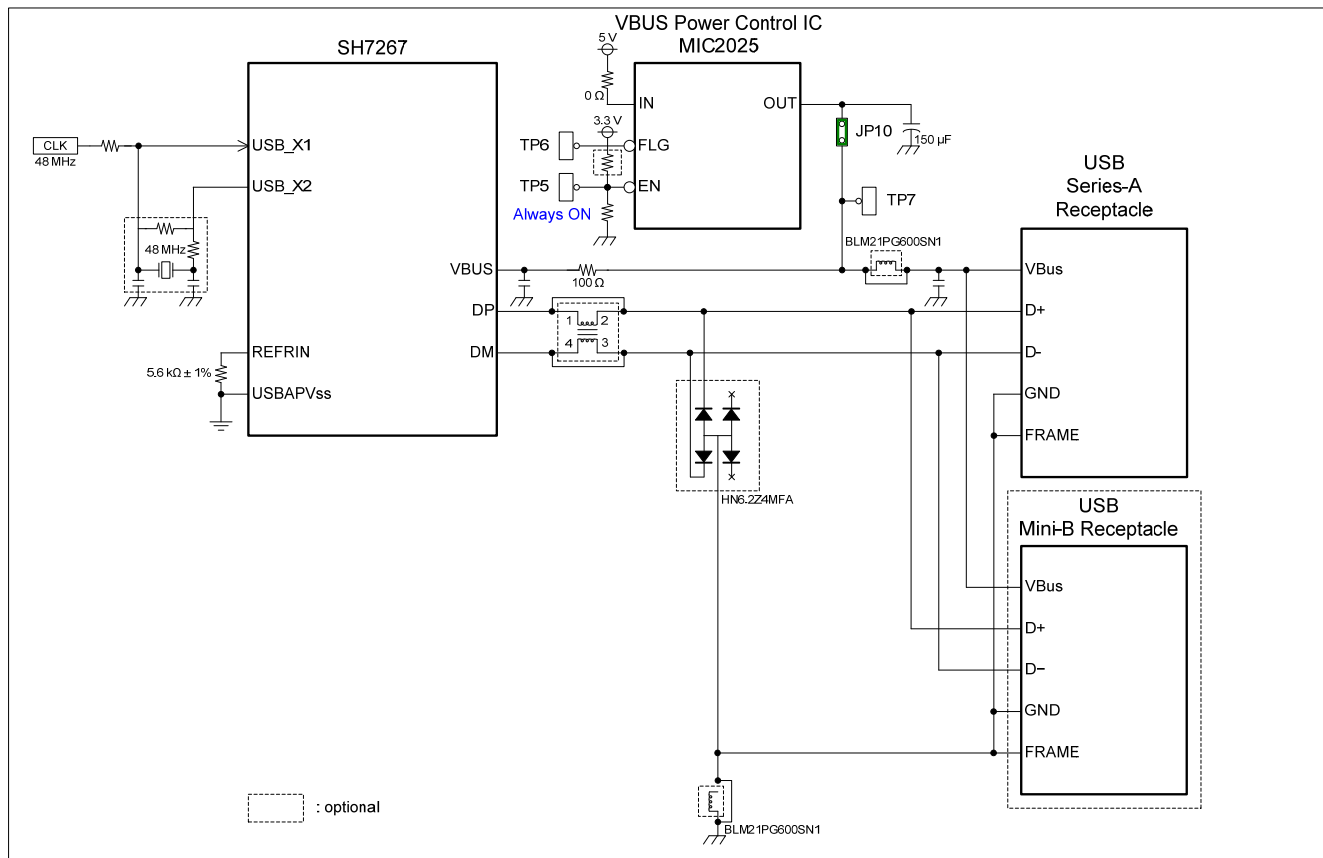 VBUS Power Control IC
MIC2025
SH7267
5 V
0 Ω
IN
OUT
3.3 V
TP6
FLG
TP5
EN
Always ON
JP10
150 µF
TP7
CLK
48 MHz
USB_X1
USB_X2
48 MHz
USB
Series-A
Receptacle
BLM21PG600SN1
VBUS
100 Ω
VBus
DP
1
2
D+
4
3
DM
D-
REFRIN
5.6 kΩ ± 1%
USBAPVss
GND
FRAME
HN6.2Z4MFA
USB
Mini-B Receptacle
VBus
D+
D−
GND
FRAME
: optional
BLM21PG600SN1